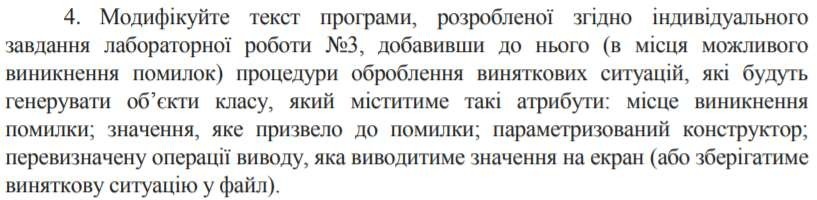 4. Модифікуйте текст програми, розробленої згідно індивідуального
завдання лабораторної роботи №3, добавивши до нього (в місця можливого
виникнення помилок) процедури оброблення виняткових ситуацій, які будуть
генерувати об’єкти класу, який міститиме такі атрибути: місце виникнення
помилки; значення, яке призвело до помилки; параметризований конструктор;
перевизначену операції виводу, яка виводитиме значення на екран (або зберігатиме
виняткову ситуацію у файл).